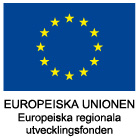 EUROPEISKA UNIONEN
Europeiska regionala
utvecklingsfonden